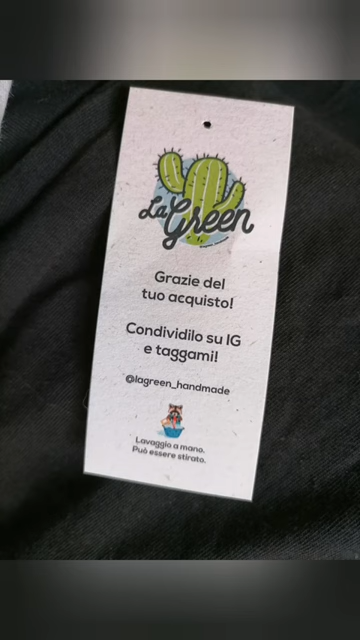 La Green
Grazie del
tuo acquisto!
Condividilo su IG
e taggami!
@lagreen_handmade
Lavaggio a mano.
Può essere stirato.